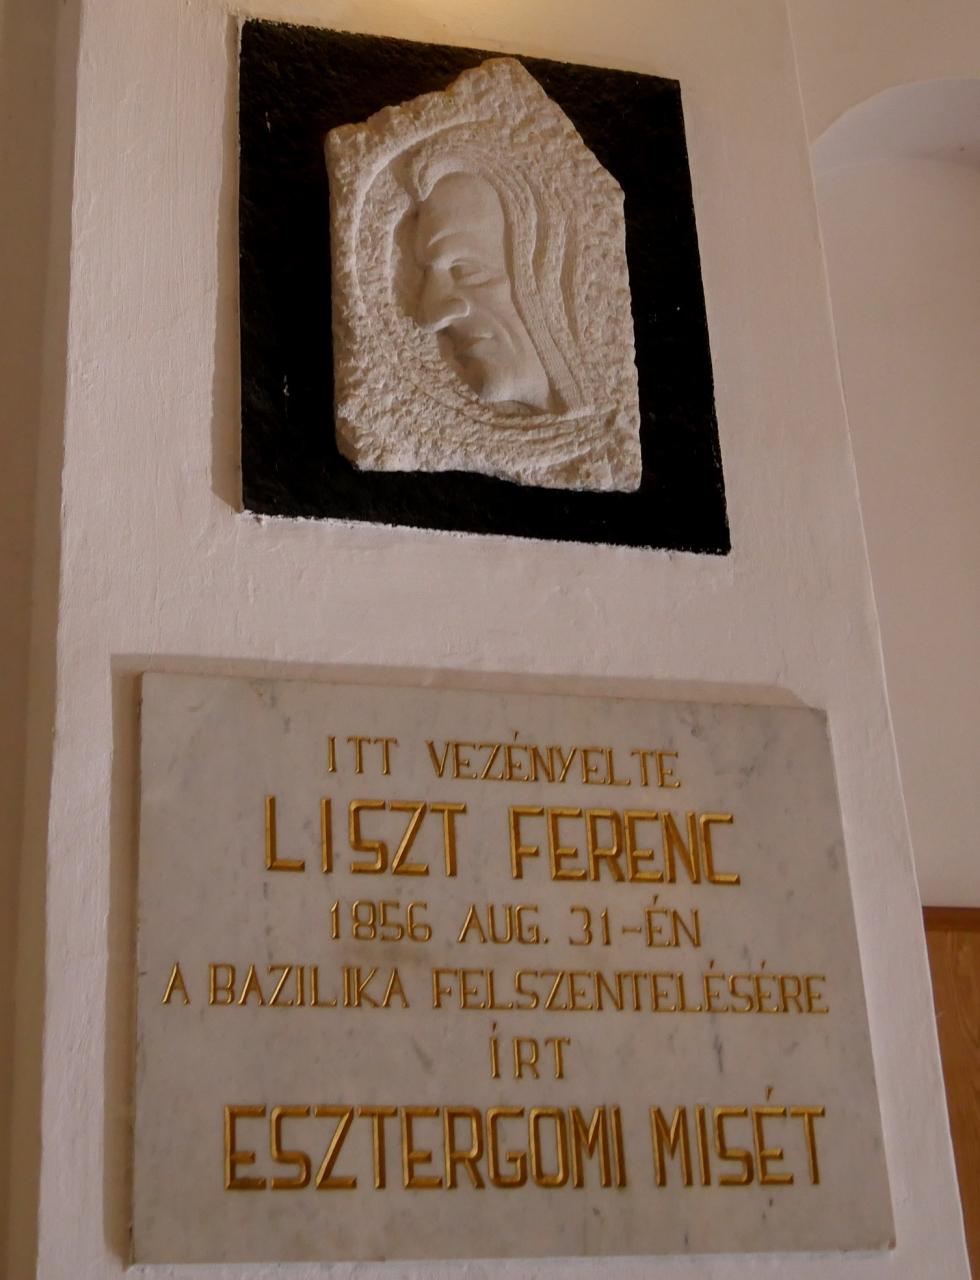 ITT VEZÉNYELTE
LISZT FERENC
1856 AUG. 31-ÉN
A BAZILIKA FELSZENTELÉSÉRE
ÍRT
ESZTERGOMI MISÉT